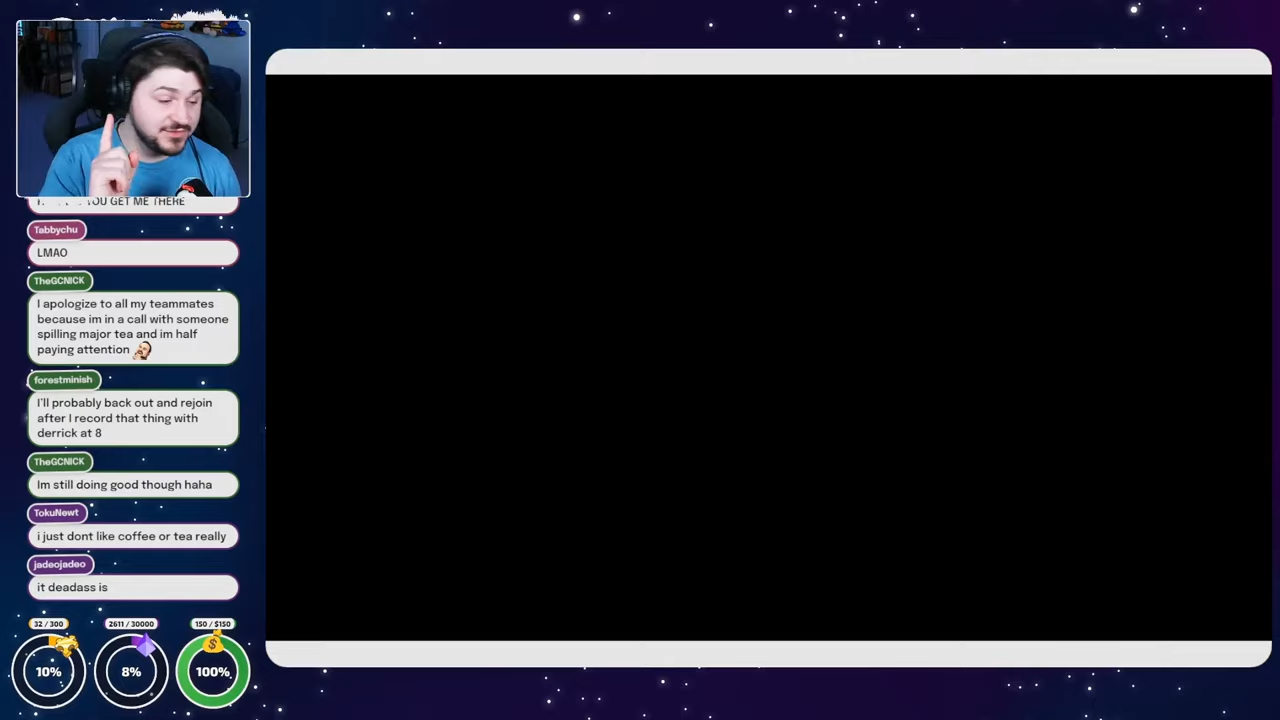 YOU GET ME THERE
Tabbychu
LMAO
TheGCNICK
I apologize to all my teammates
because im in a call with someone
spilling major tea and im half
paying attention
forestminish
I'll probably back out and rejoin
after I record that thing with
derrick at 8
TheGCNICK
Im still doing good though haha
TokuNewt
i just dont like coffee or tea really
jadeojadeo
it deadass is
32 / 300
2611 / 30000
150 / $150
10%
8%
100%